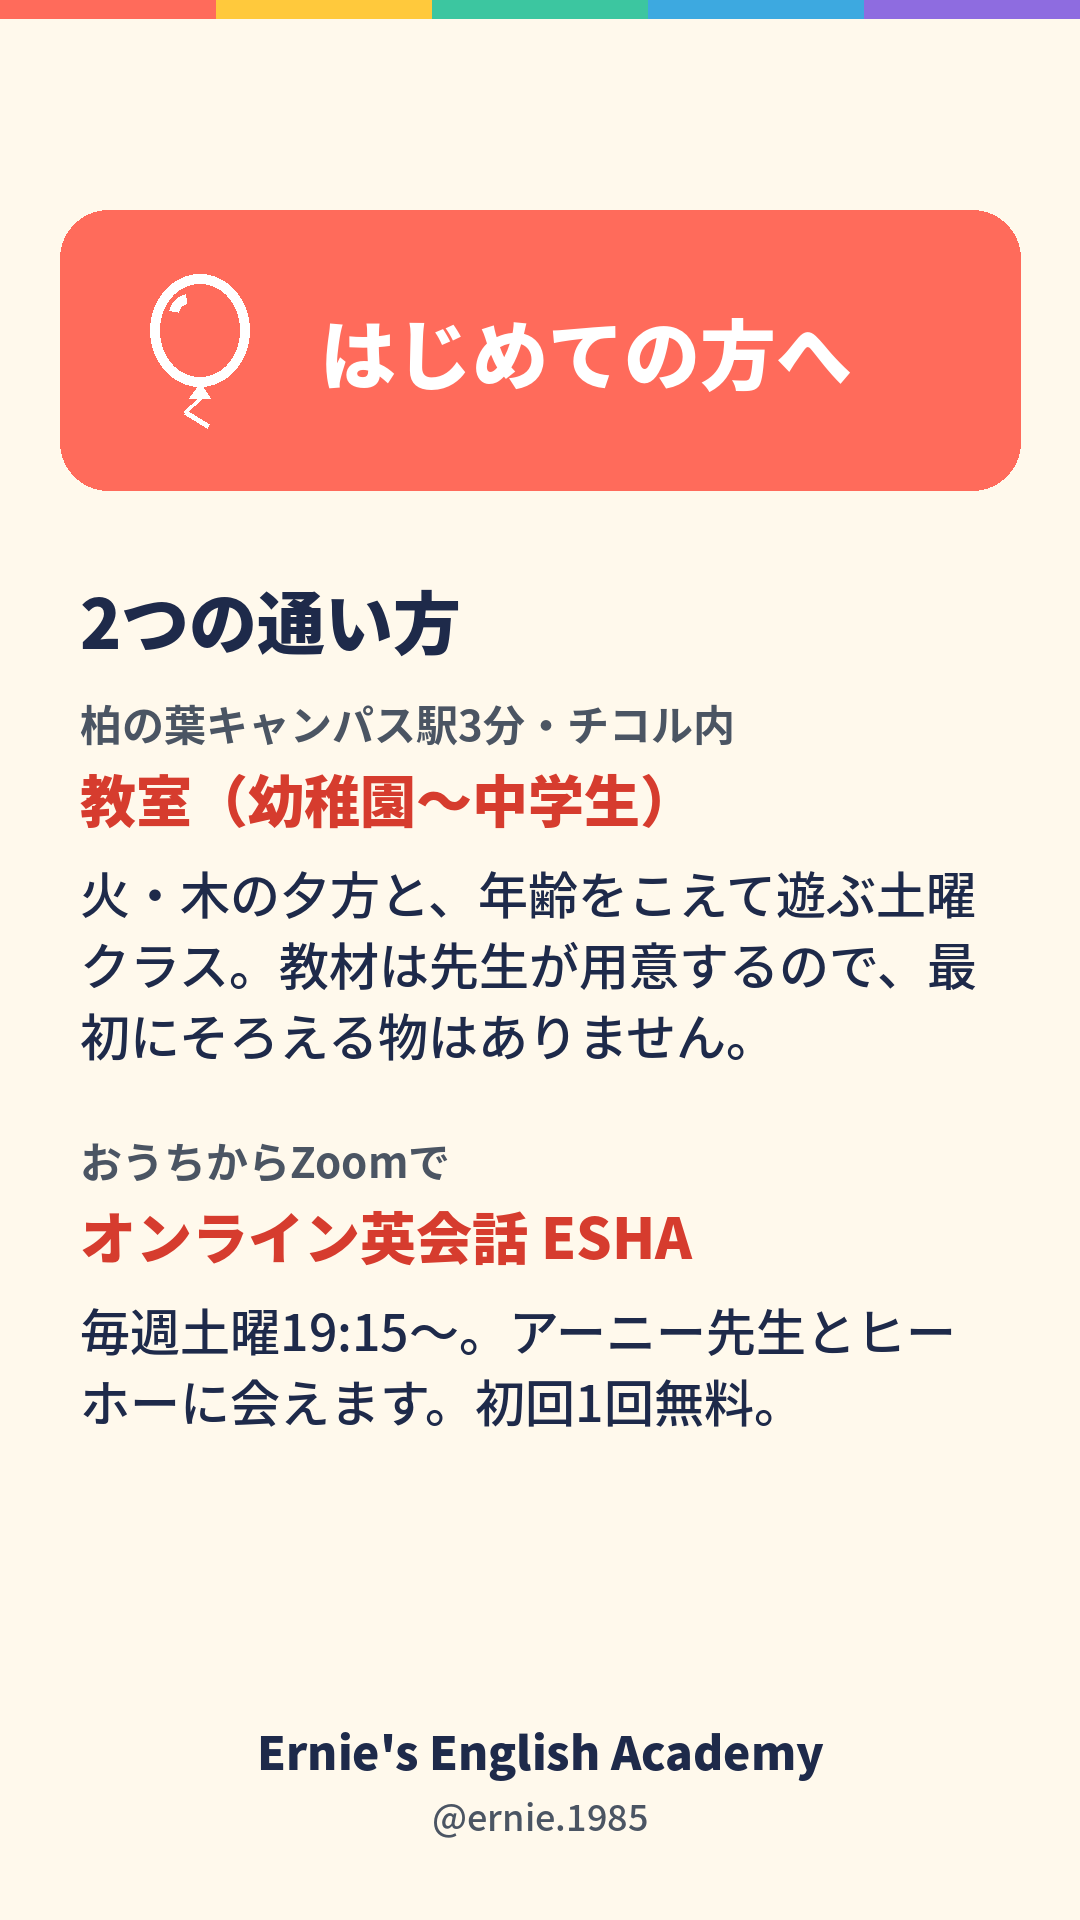 はじめての方へ
2つの通い方
柏の葉キャンパス駅3分・チコル内
教室（幼稚園〜中学生）
火・木の夕方と、年齢をこえて遊ぶ土曜
クラス。教材は先生が用意するので、最
初にそろえる物はありません。
おうちからZoomで
オンライン英会話 ESHA
毎週土曜19:15〜。アーニー先生とヒー
ホーに会えます。初回1回無料。
Ernie's English Academy
@ernie.1985